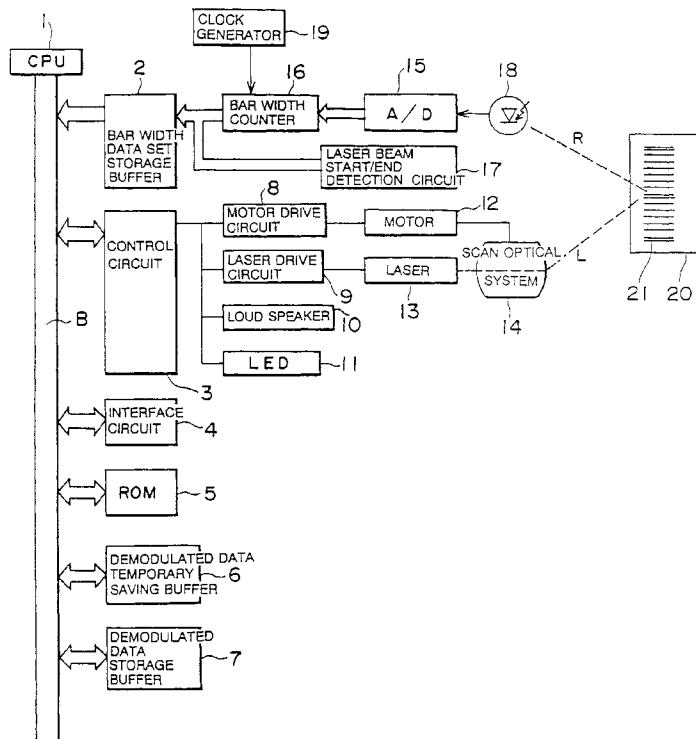 1
CPU
CLOCK
GENERATOR
19
2
16
15
18
BAR WIDTH
COUNTER
A/D
BAR WIDTH
DATA SET
STORAGE
BUFFER
LASER BEAM
START/END
DETECTION CIRCUIT
17
R
8
MOTOR DRIVE
CIRCUIT
12
MOTOR
CONTROL
CIRCUIT
LASER DRIVE
CIRCUIT
9
LASER
13
SCAN OPTICAL
SYSTEM
14
L
21
20
LOUD SPEAKER
10
LED
11
B
3
INTERFACE
CIRCUIT
4
ROM
5
DEMODULATED DATA
TEMPORARY
SAVING BUFFER
6
DEMODULATED
DATA
STORAGE
BUFFER
7